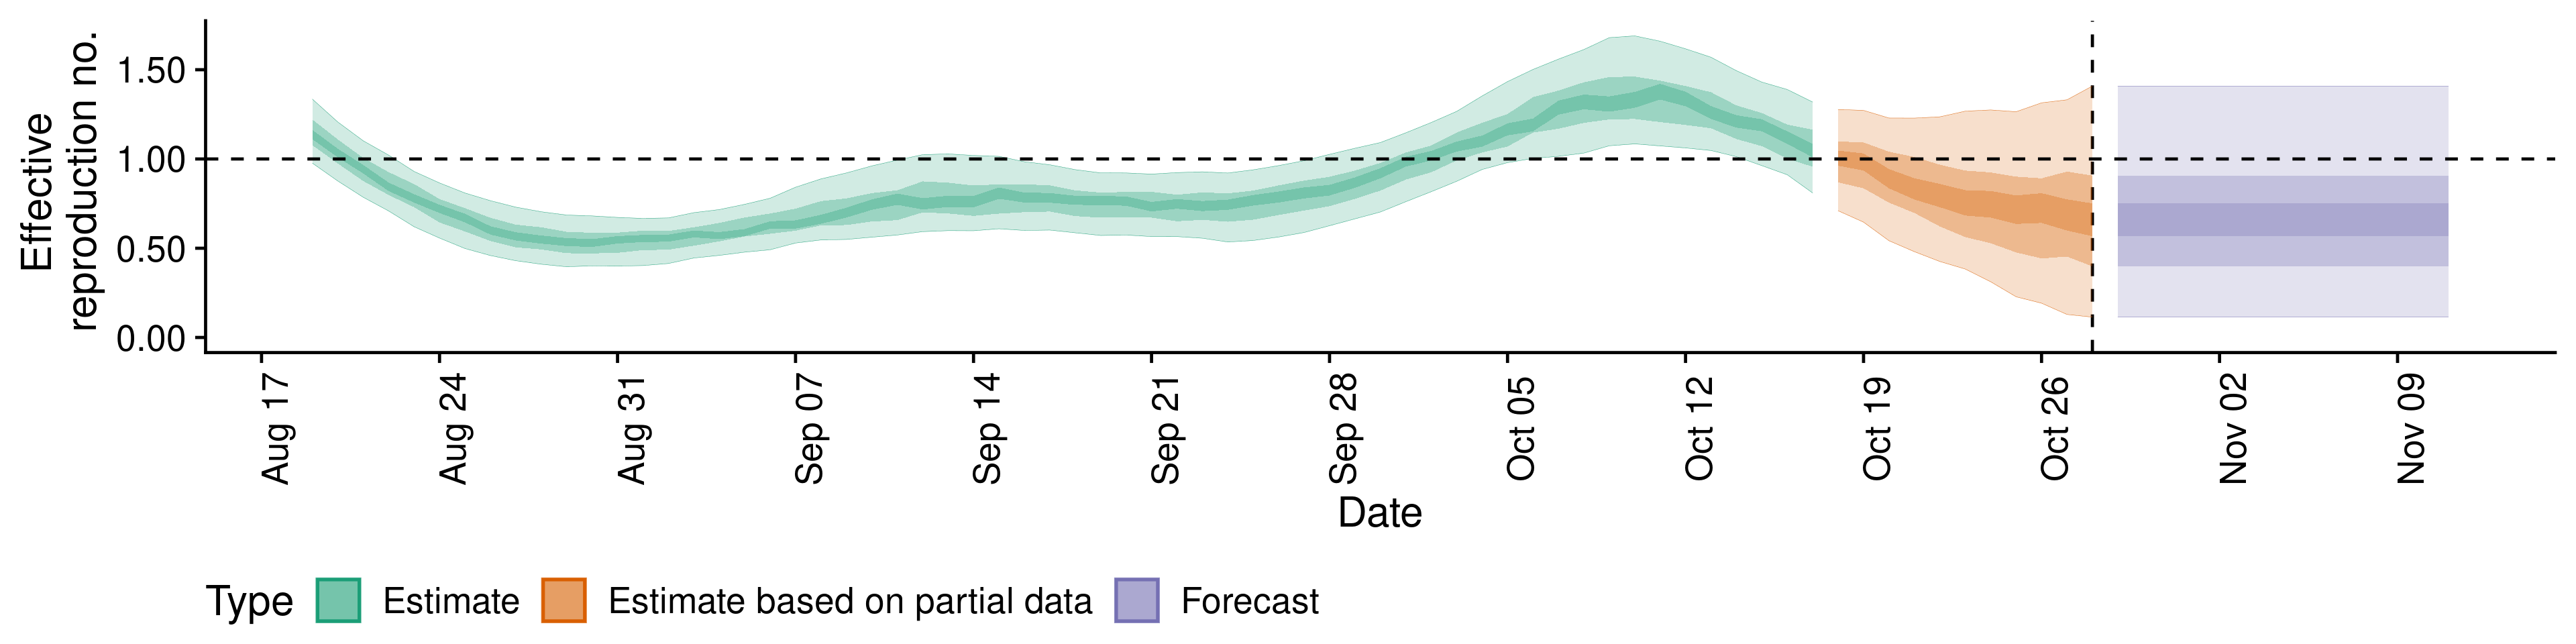 Effective
reproduction no.
1.50
1.00
0.50
0.00
Aug 17
Aug 24
Aug 31
Sep 07
Sep 14
Sep 21
Sep 28
Oct 05
Oct 12
Oct 19
Oct 26
Nov 02
Nov 09
Date
Type Estimate Estimate based on partial data Forecast